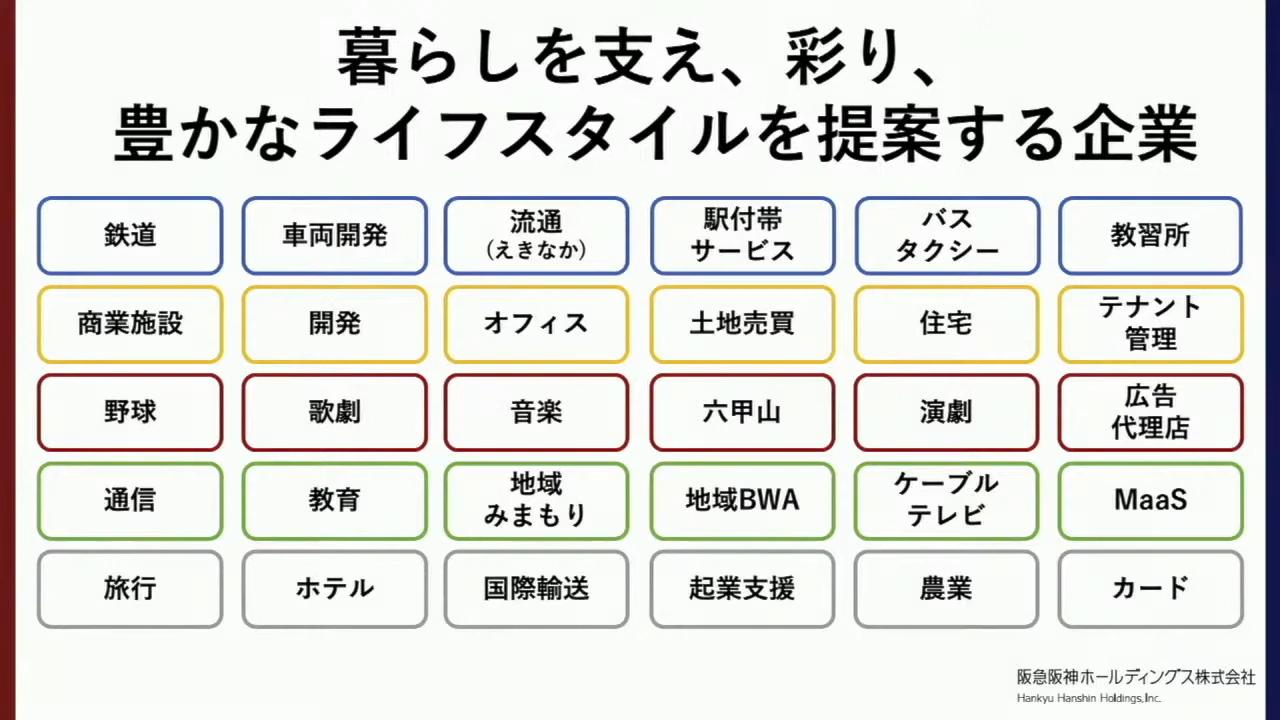 暮らしを支え、彩り、
豊かなライフスタイルを提案する企業
鉄道
車両開発
流通
(えきなか)
駅付帯
サービス
バス
タクシー
教習所
商業施設
開発
オフィス
土地売買
住宅
テナント
管理
野球
歌劇
音楽
六甲山
演劇
広告
代理店
通信
教育
地域
みまもり
地域BWA
ケーブル
テレビ
MaaS
旅行
ホテル
国際輸送
起業支援
農業
カード
阪急阪神ホールディングス株式会社
Hankyu Hanshin Holdings,Inc.